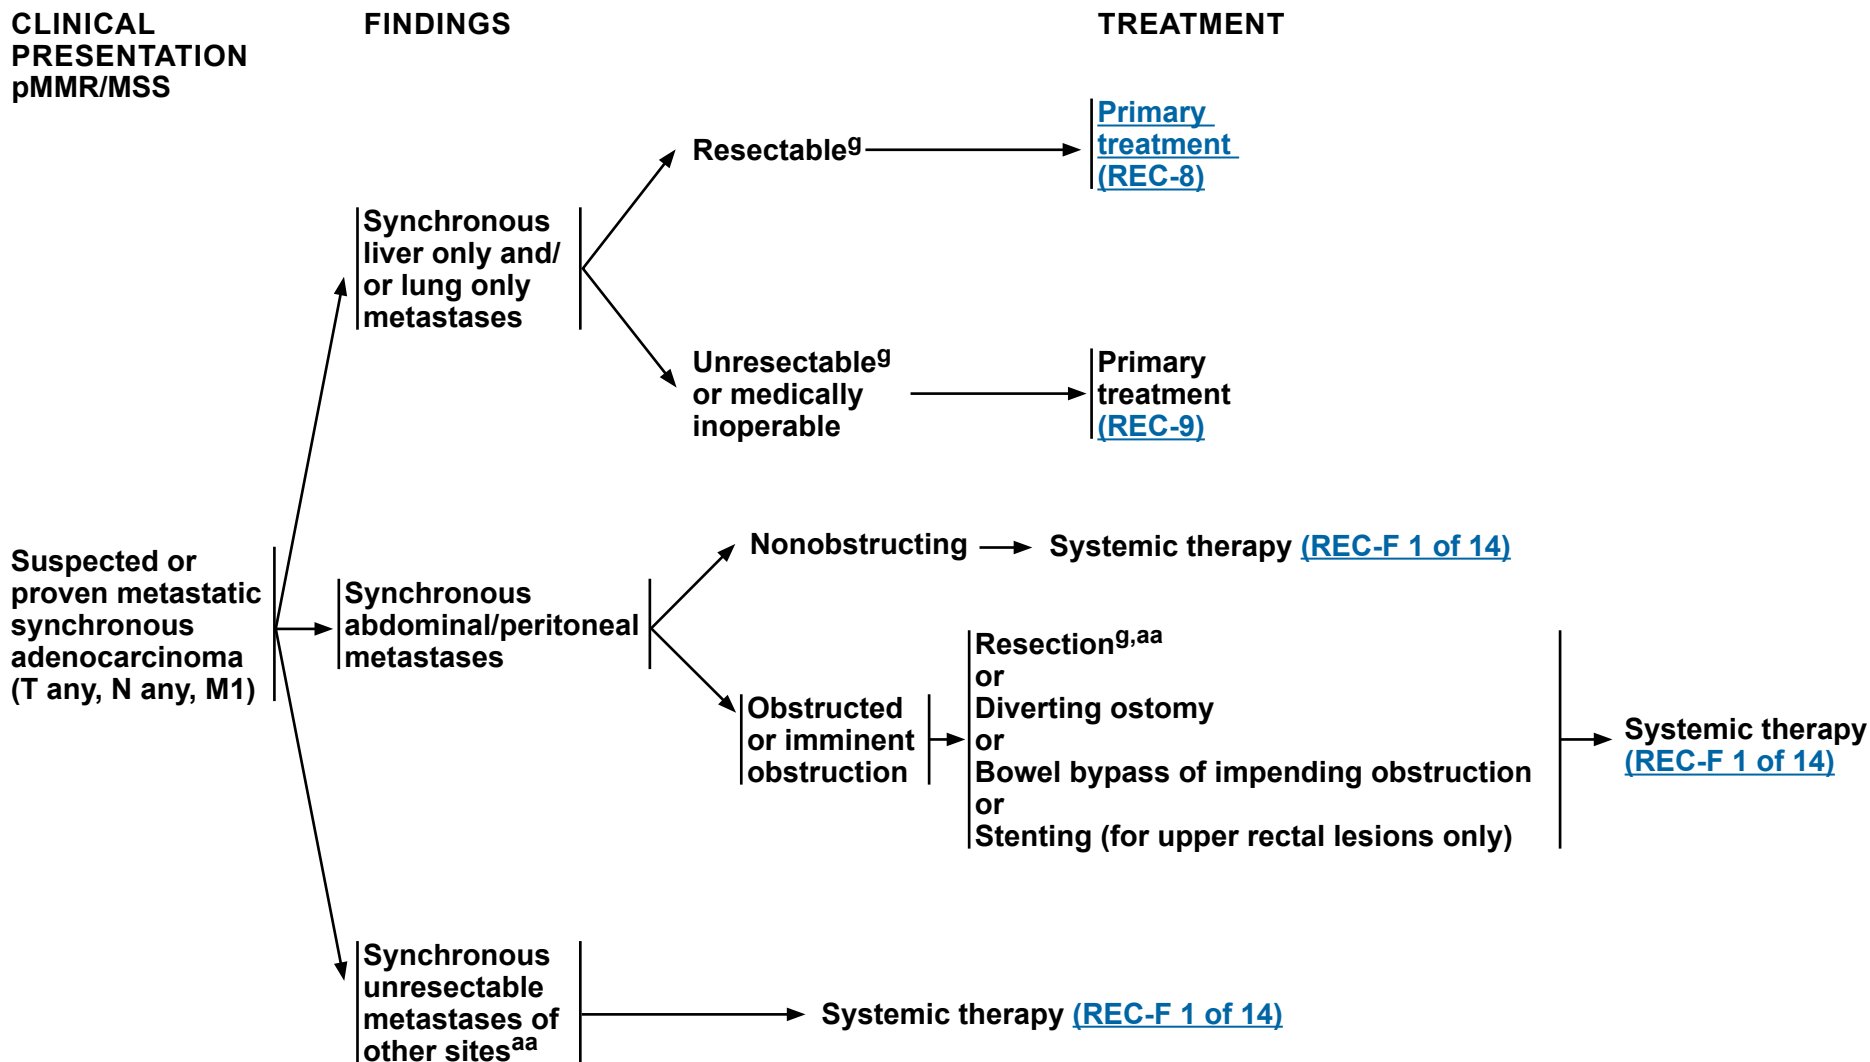 CLINICAL
PRESENTATION
pMMR/MSS
FINDINGS
TREATMENT
Suspected or
proven metastatic
synchronous
adenocarcinoma
(T any, N any, M1)
Synchronous
liver only and/
or lung only
metastases
Resectableg
Primary
treatment
(REC-8)
Unresectableg
or medically
inoperable
Primary
treatment
(REC-9)
Synchronous
abdominal/peritoneal
metastases
Nonobstructing
Systemic therapy (REC-F 1 of 14)
Obstructed
or imminent
obstruction
Resectiong,aa
or
Diverting ostomy
or
Bowel bypass of impending obstruction
or
Stenting (for upper rectal lesions only)
Systemic therapy
(REC-F 1 of 14)
Synchronous
unresectable
metastases of
other sitesaa
Systemic therapy (REC-F 1 of 14)